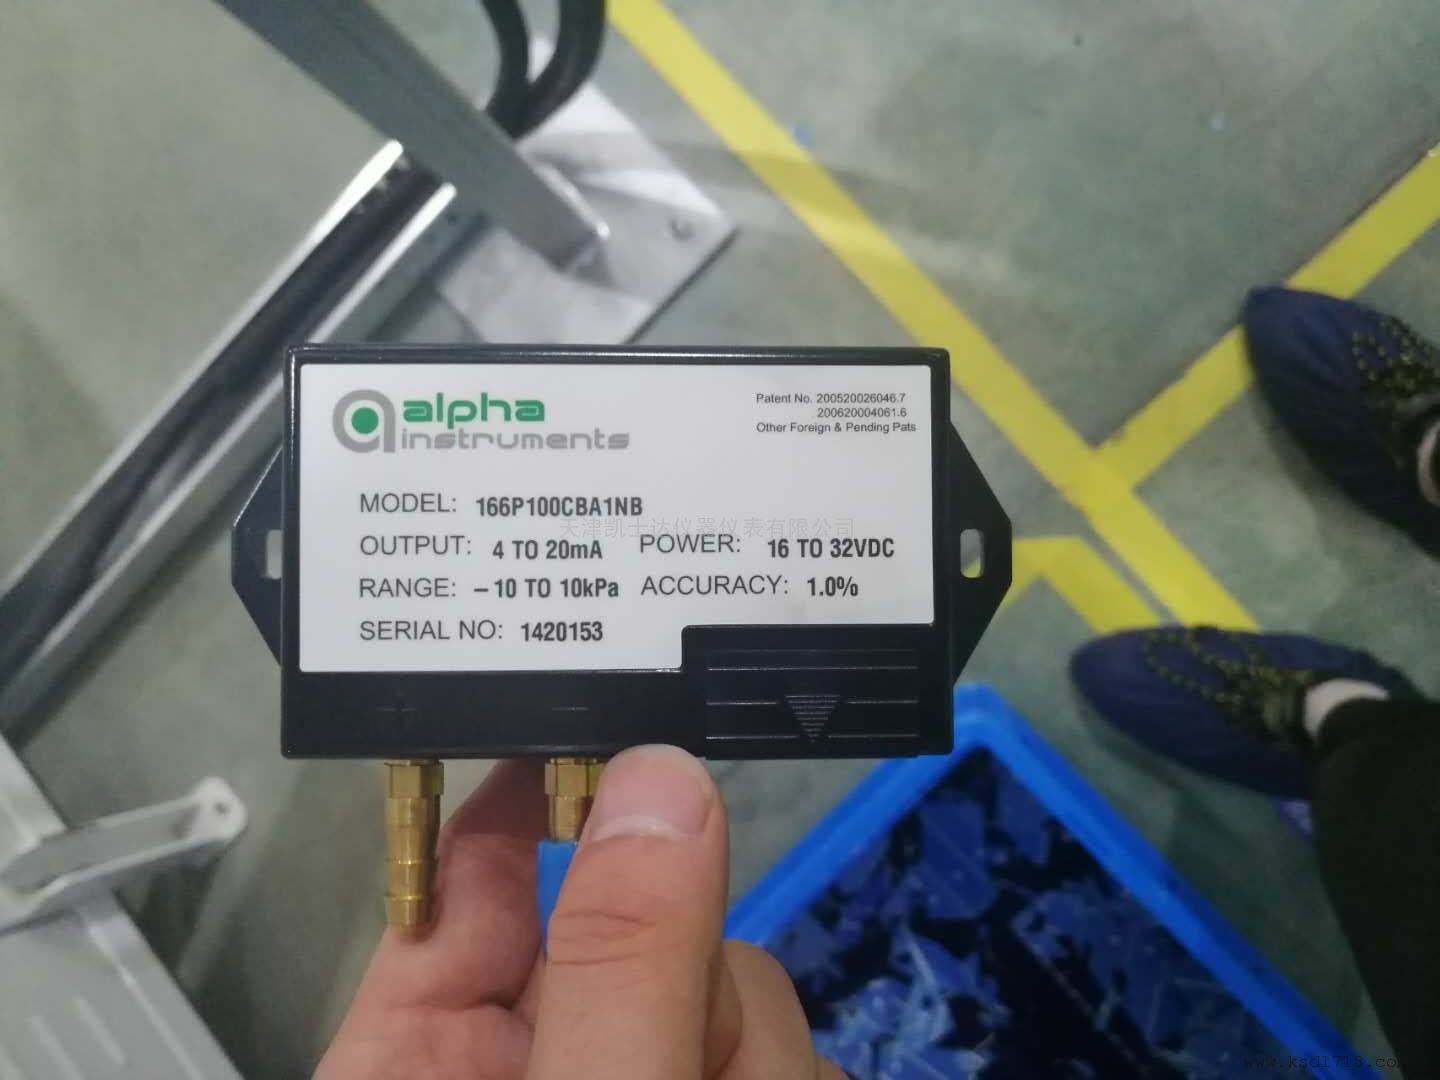 alpha
instruments
Patent No. 200520026046.7
200620004061.6
Other Foreign & Pending Pats
MODEL: 166P100CBA1NB
天津凯士达仪器仪表有限公司
OUTPUT: 4 TO 20mA POWER: 16 TO 32VDC
RANGE: – 10 TO 10kPa ACCURACY: 1.0%
SERIAL NO: 1420153
+ −
www.ksd1718.co